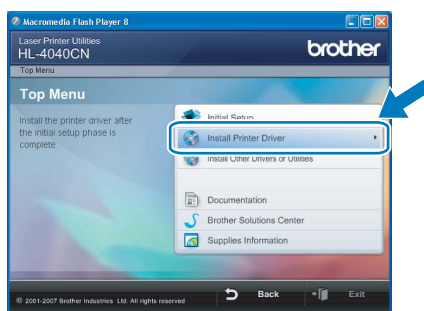 Macromedia Flash Player 8
Laser Printer Utilities
HL-4040CN
brother
Top Menu
Top Menu
Install the printer driver after
the initial setup phase is
complete.
Initial Setup
Install Printer Driver
Install Other Drivers or Utilities
Documentation
Brother Solutions Center
Supplies Information
© 2001-2007 Brother Industries Ltd. All rights reserved
Back
Exit